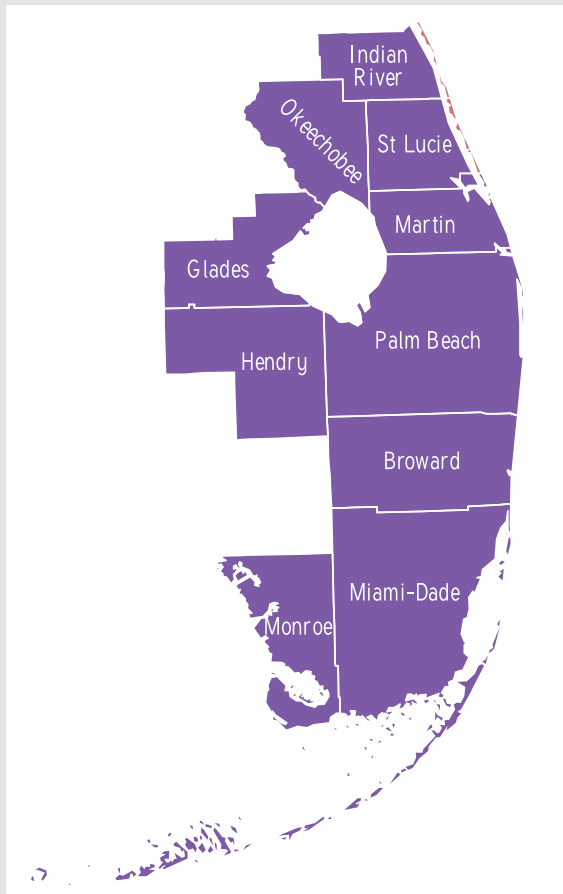 Indian
River
Okeechobee
St Lucie
Martin
Glades
Palm Beach
Hendry
Broward
Miami-Dade
Monroe